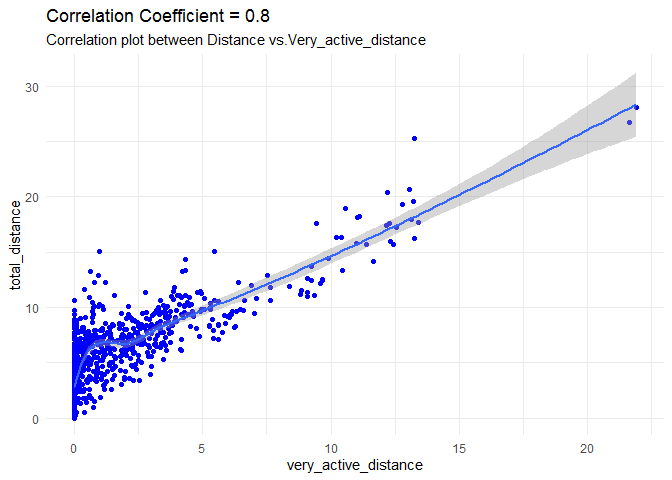 Correlation Coefficient = 0.8
Correlation plot between Distance vs.Very_active_distance
30
20
10
0
total_distance
0 5 10 15 20
very_active_distance